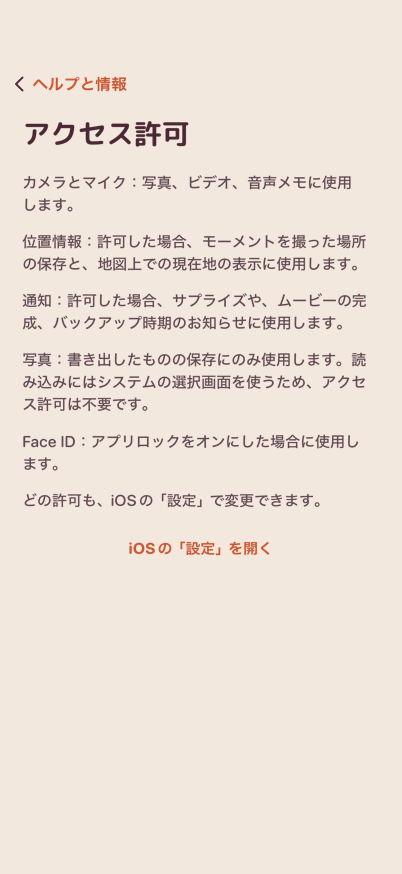 ヘルプと情報
アクセス許可
カメラとマイク：写真、ビデオ、音声メモに使用
します。
位置情報：許可した場合、モーメントを撮った場所
の保存と、地図上での現在地の表示に使用します。
通知：許可した場合、サプライズや、ムービーの完
成、バックアップ時期のお知らせに使用します。
写真：書き出したものの保存にのみ使用します。読
み込みにはシステムの選択画面を使うため、アクセ
ス許可は不要です。
Face ID：アプリロックをオンにした場合に使用し
ます。
どの許可も、iOSの「設定」で変更できます。
iOSの「設定」を開く